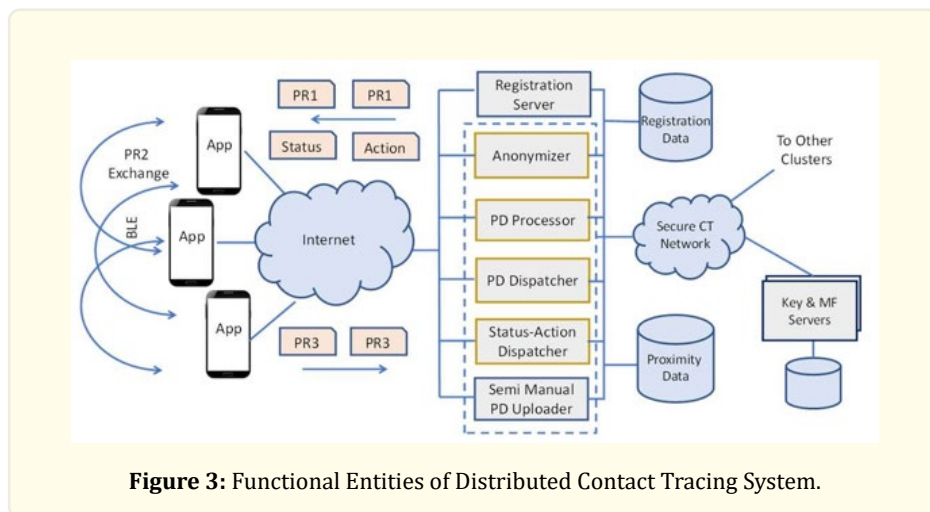 PR1
PR1
Status
Action
App
PR2
Exchange
BLE
App
App
Internet
PR3
PR3
Registration
Server
Anonymizer
PD Processor
PD Dispatcher
Status-Action
Dispatcher
Semi Manual
PD Uploader
Registration
Data
To Other
Clusters
Secure CT
Network
Key & MF
Servers
Proximity
Data
Figure 3: Functional Entities of Distributed Contact Tracing System.